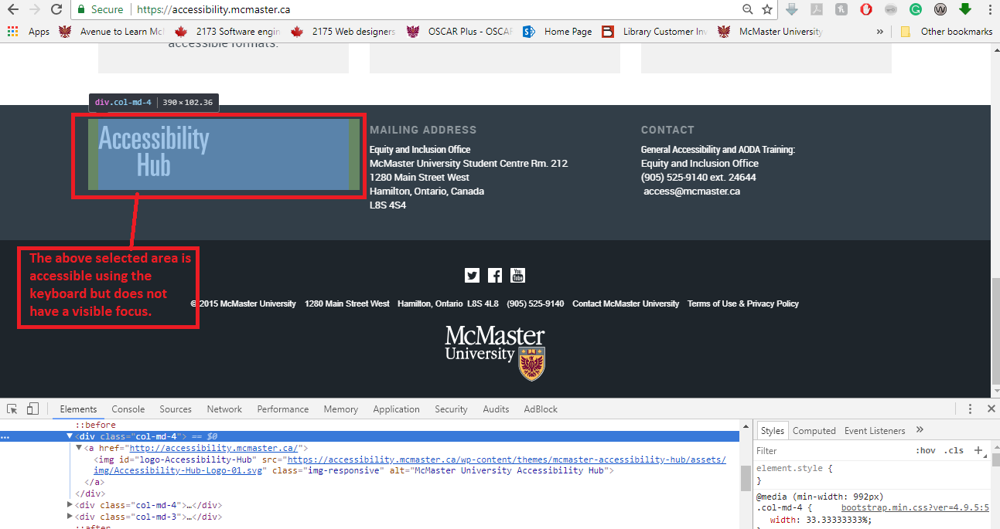 Secure https://accessibility.mcmaster.ca
Apps Avenue to Learn Mc 2173 Software engin 2175 Web designers OSCAR Plus - OSCA Home Page Library Customer Inv McMaster University » Other bookmarks
accessible formats.
div.col-md-4 390×102.36
Accessibility
Hub
MAILING ADDRESS
Equity and Inclusion Office
McMaster University Student Centre Rm. 212
1280 Main Street West
Hamilton, Ontario, Canada
L8S 4S4
CONTACT
General Accessibility and AODA Training:
Equity and Inclusion Office
(905) 525-9140 ext. 24644
access@mcmaster.ca
The above selected area is
accessible using the
keyboard but does not
have a visible focus.
You
Tube
© 2015 McMaster University 1280 Main Street West Hamilton, Ontario L8S 4L8 (905) 525-9140 Contact McMaster University Terms of Use & Privacy Policy
McMaster
University
Elements Console Sources Network Performance Memory Application Security Audits AdBlock
::before
<div class="col-md-4"> == $0
<a href="http://accessibility.mcmaster.ca/">
<img id="logo-Accessibility-Hub" src="https://accessibility.mcmaster.ca/wp-content/themes/mcmaster-accessibility-hub/assets/
img/Accessibility-Hub-Logo-01.svg" class="img-responsive" alt="McMaster University Accessibility Hub">
</a>
</div>
<div class="col-md-4">…</div>
<div class="col-md-3">…</div>
::after
Styles Computed Event Listeners »
Filter :hov .cls +
element.style {
}
@media (min-width: 992px)
.col-md-4 { bootstrap.min.css?ver=4.9.5:5
width: 33.33333333%;